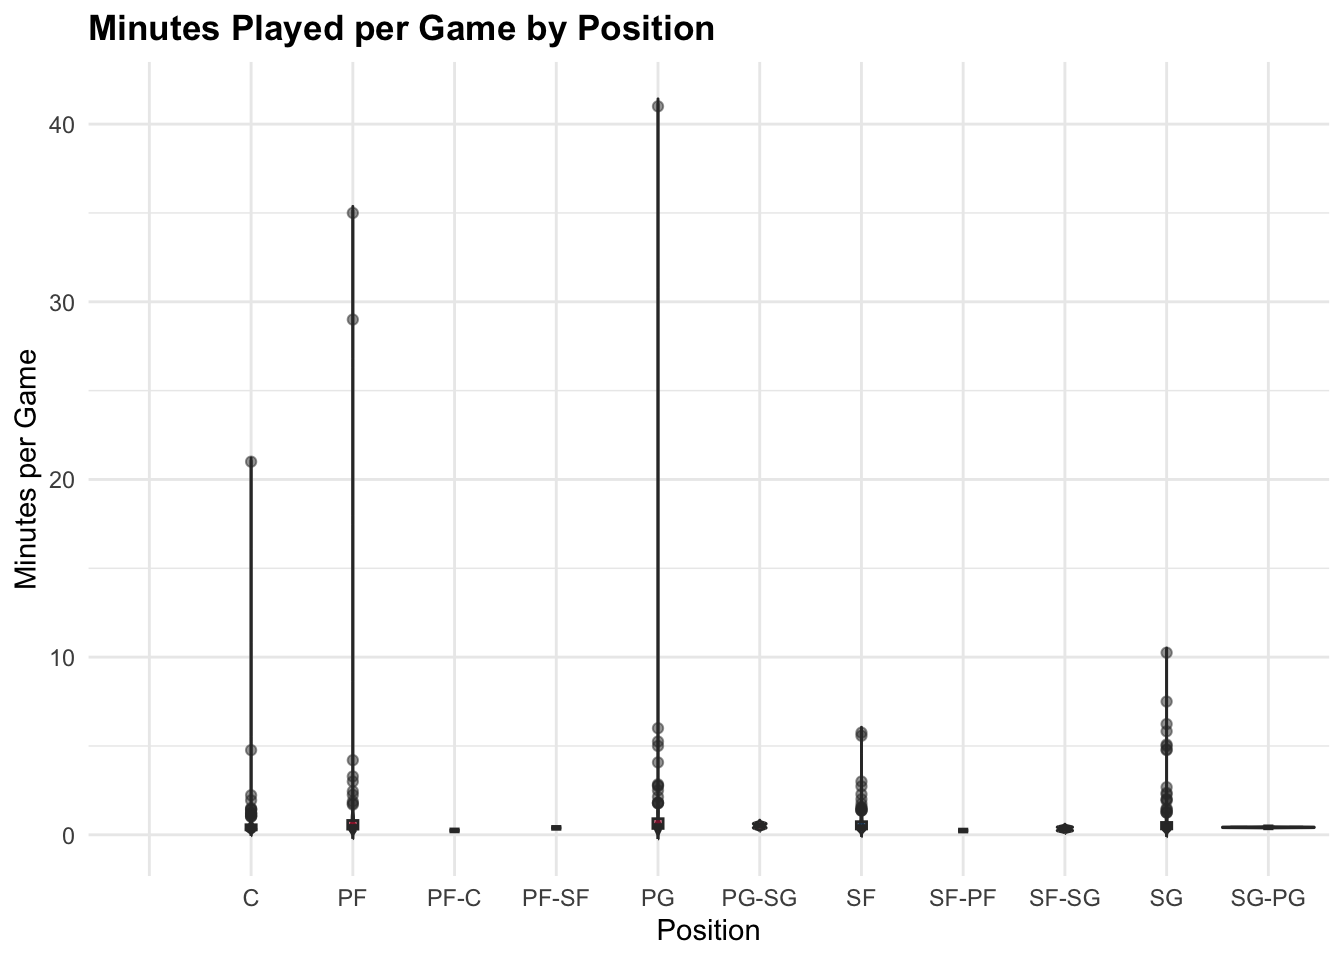 Minutes Played per Game by Position
Minutes per Game
40
30
20
10
0
C PF PF-C PF-SF PG PG-SG SF SF-PF SF-SG SG SG-PG
Position